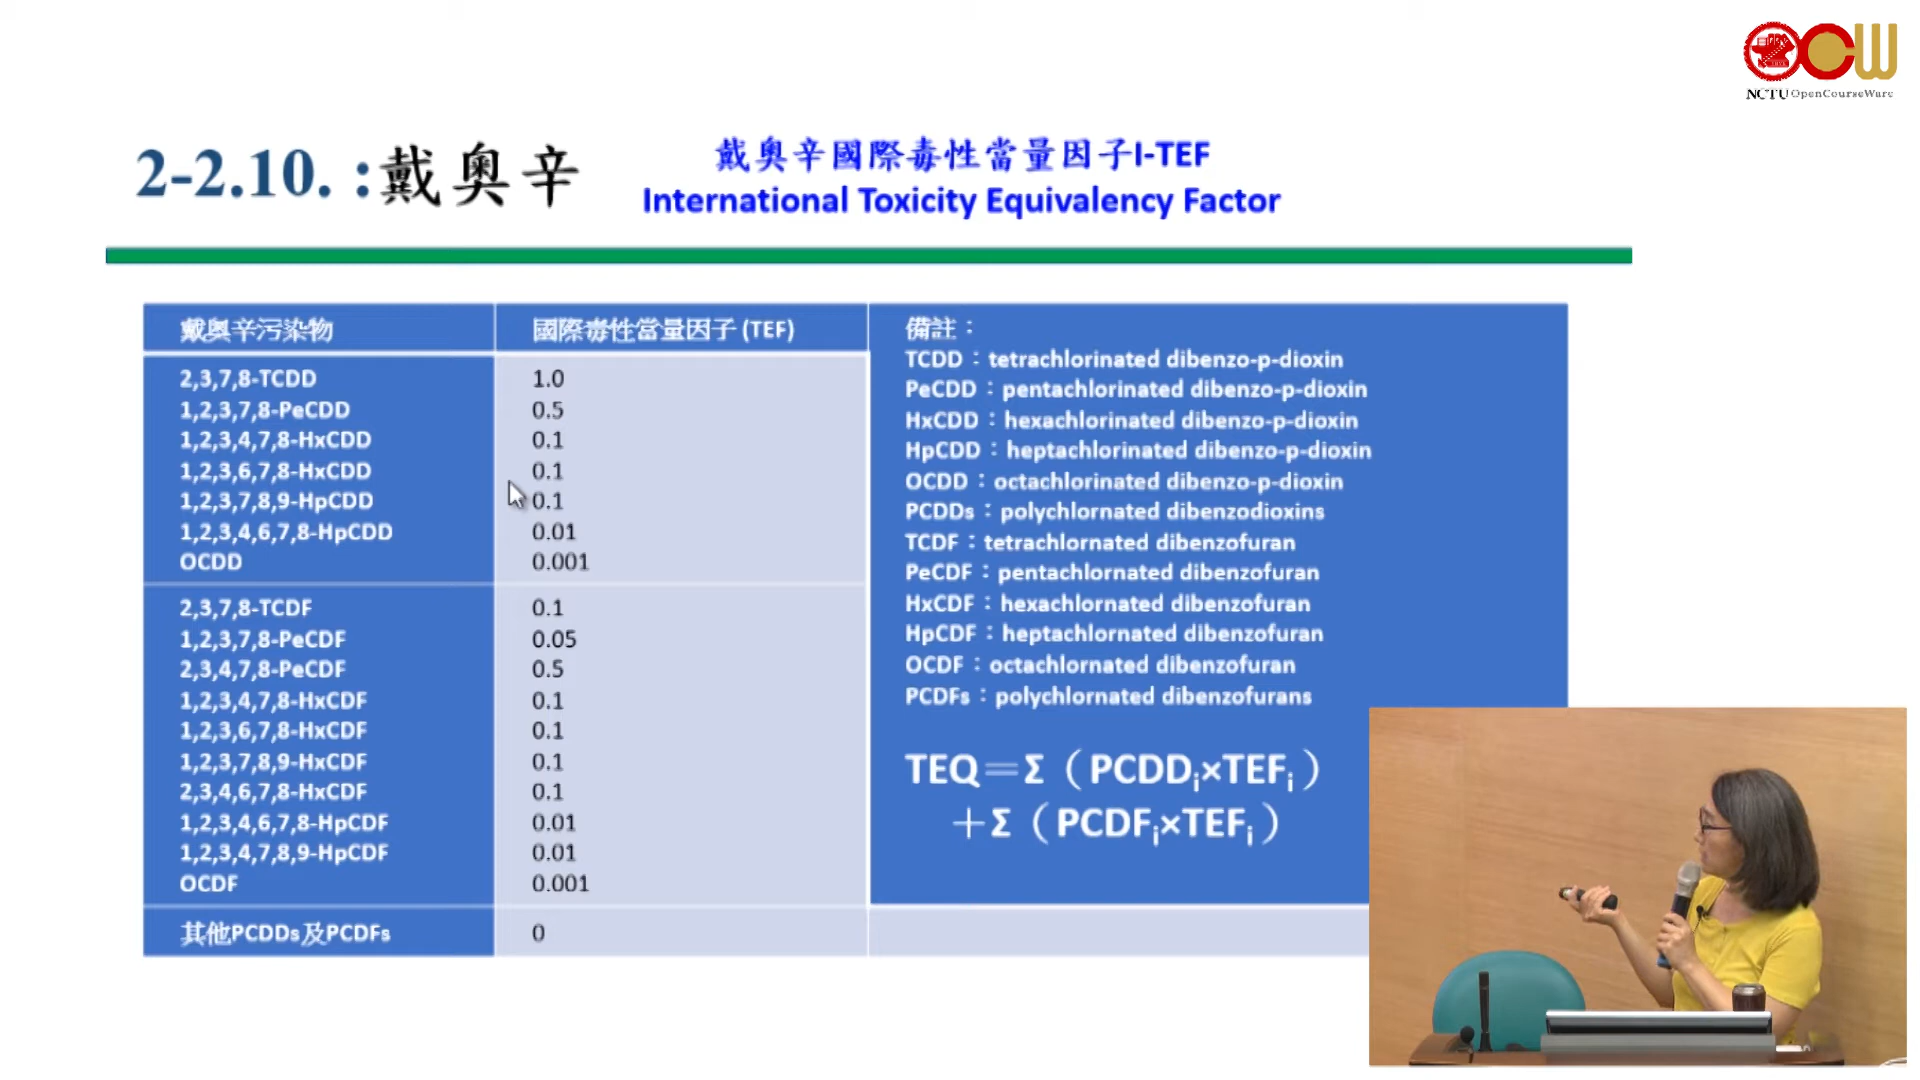 NCTU OpenCourseWare
2-2.10. :戴奧辛
戴奧辛國際毒性當量因子I-TEF
International Toxicity Equivalency Factor
戴奧辛污染物 國際毒性當量因子 (TEF)
2,3,7,8-TCDD 1.0
1,2,3,7,8-PeCDD 0.5
1,2,3,4,7,8-HxCDD 0.1
1,2,3,6,7,8-HxCDD 0.1
1,2,3,7,8,9-HpCDD 0.1
1,2,3,4,6,7,8-HpCDD 0.01
OCDD 0.001
2,3,7,8-TCDF 0.1
1,2,3,7,8-PeCDF 0.05
2,3,4,7,8-PeCDF 0.5
1,2,3,4,7,8-HxCDF 0.1
1,2,3,6,7,8-HxCDF 0.1
1,2,3,7,8,9-HxCDF 0.1
2,3,4,6,7,8-HxCDF 0.1
1,2,3,4,6,7,8-HpCDF 0.01
1,2,3,4,7,8,9-HpCDF 0.01
OCDF 0.001
其他PCDDs及PCDFs 0
備註：
TCDD：tetrachlorinated dibenzo-p-dioxin
PeCDD：pentachlorinated dibenzo-p-dioxin
HxCDD：hexachlorinated dibenzo-p-dioxin
HpCDD：heptachlorinated dibenzo-p-dioxin
OCDD：octachlorinated dibenzo-p-dioxin
PCDDs：polychlornated dibenzodioxins
TCDF：tetrachlornated dibenzofuran
PeCDF：pentachlornated dibenzofuran
HxCDF：hexachlornated dibenzofuran
HpCDF：heptachlornated dibenzofuran
OCDF：octachlornated dibenzofuran
PCDFs：polychlornated dibenzofurans
TEQ＝Σ（PCDDi×TEFi）
＋Σ（PCDFi×TEFi）